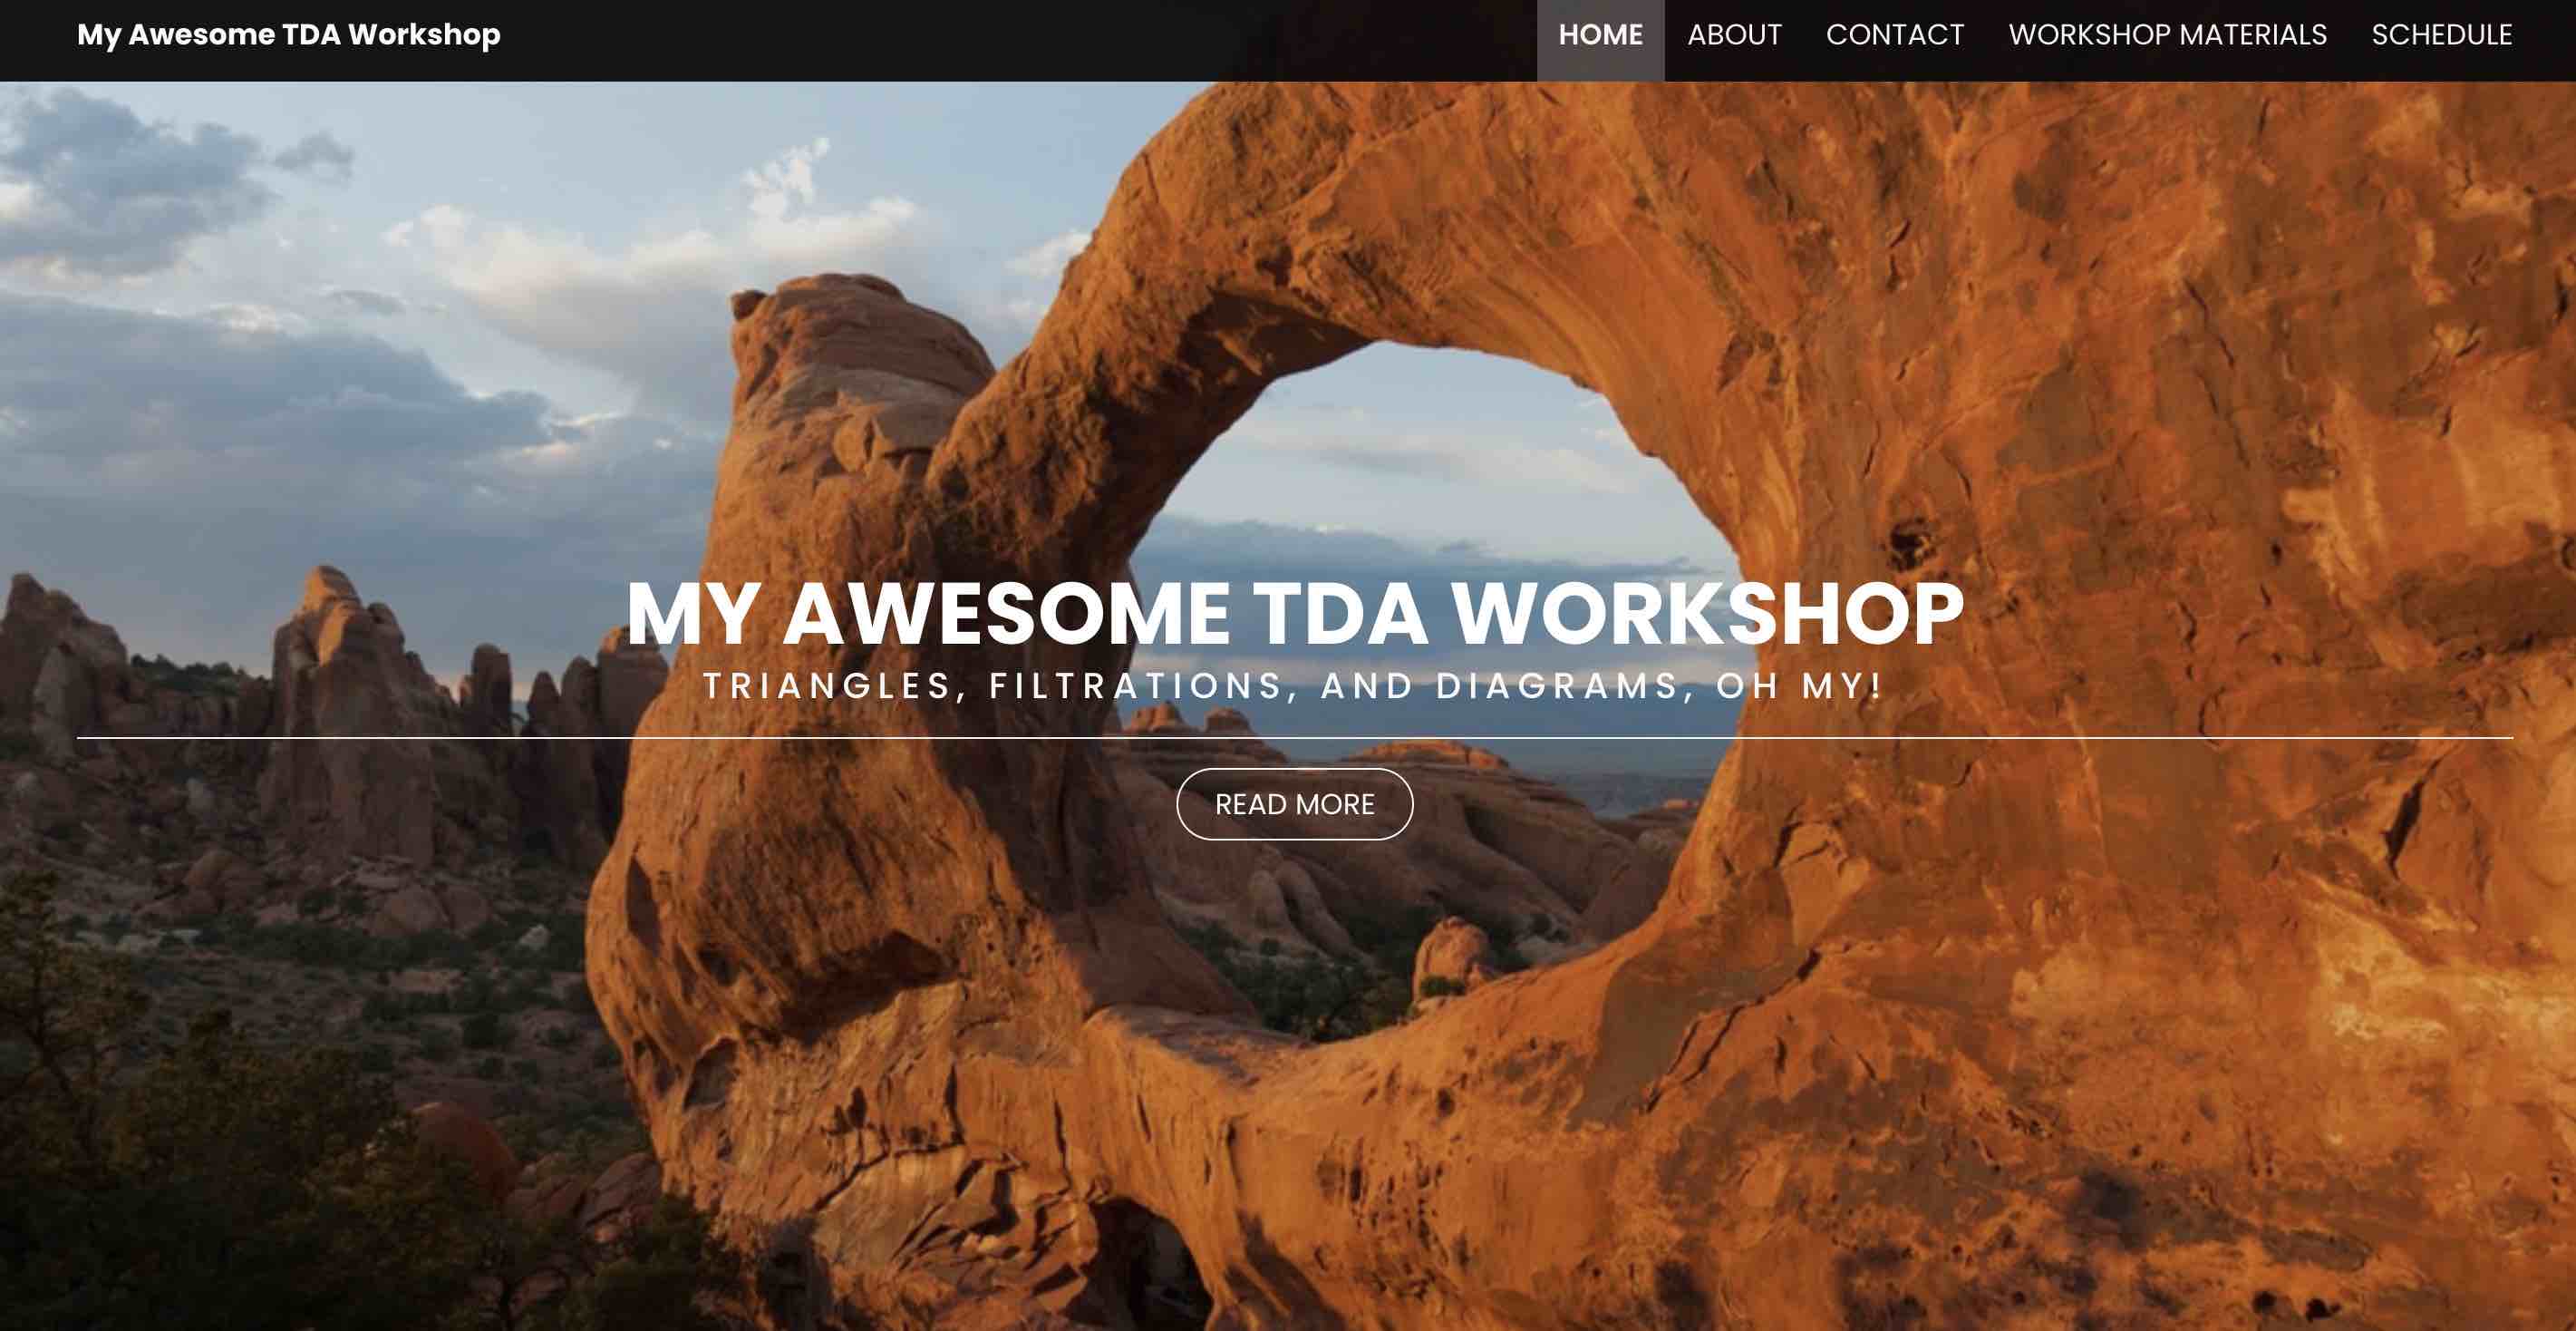 My Awesome TDA Workshop
HOME ABOUT CONTACT WORKSHOP MATERIALS SCHEDULE
MY AWESOME TDA WORKSHOP
TRIANGLES, FILTRATIONS, AND DIAGRAMS, OH MY!
READ MORE